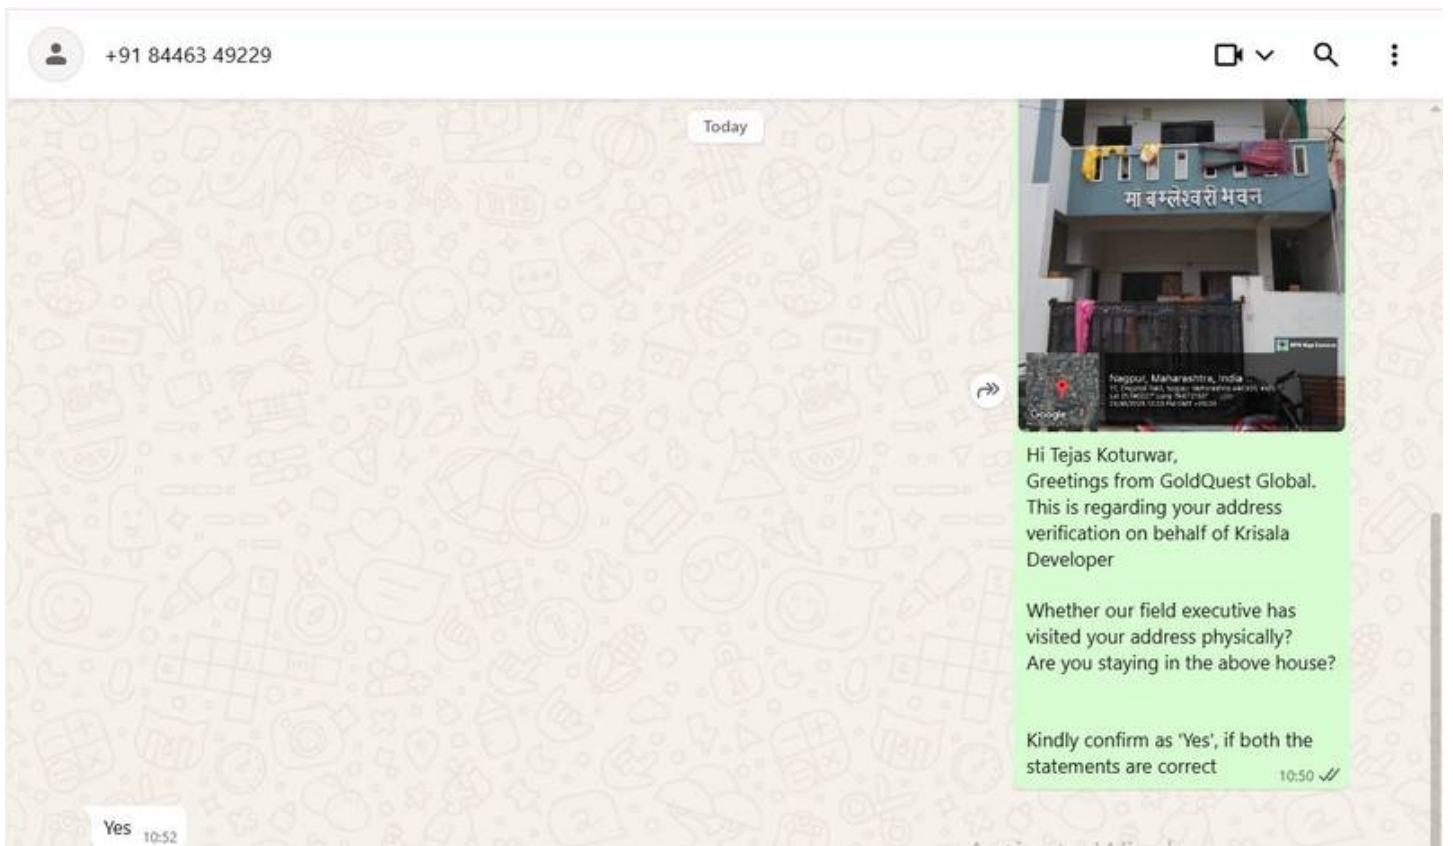 +91 84463 49229
Today
माँ बम्लेश्वरी भवन
Nagpur, Maharashtra, India
Google
Hi Tejas Koturwar,
Greetings from GoldQuest Global.
This is regarding your address
verification on behalf of Krisala
Developer
Whether our field executive has
visited your address physically?
Are you staying in the above house?
Kindly confirm as 'Yes', if both the
statements are correct
10:50
Yes
10:52